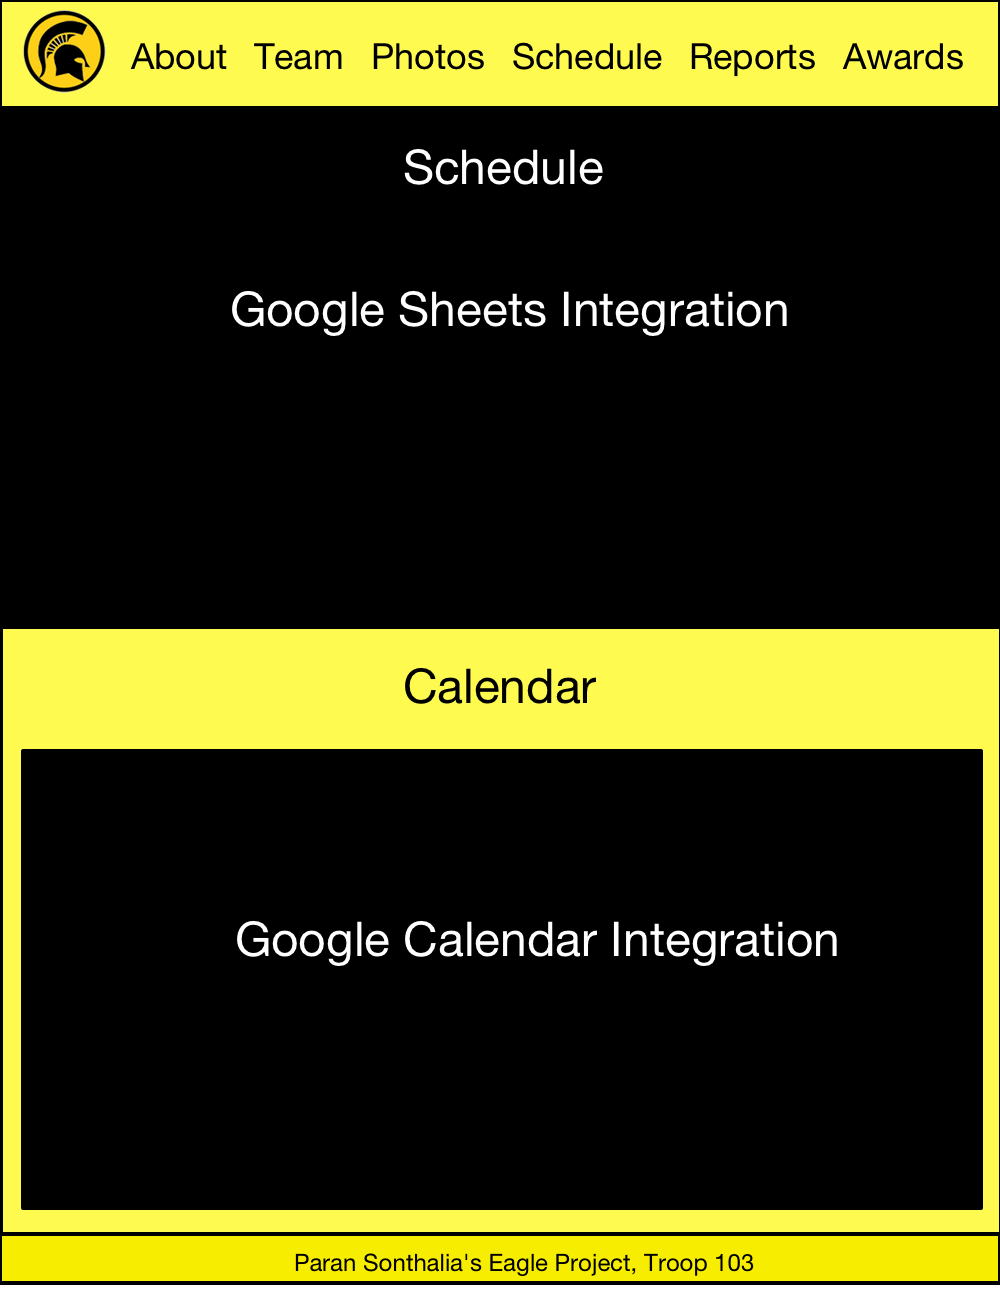 About Team Photos Schedule Reports Awards
Schedule
Google Sheets Integration
Calendar
Google Calendar Integration
Paran Sonthalia's Eagle Project, Troop 103